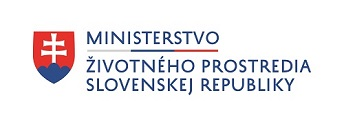 MINISTERSTVO
ŽIVOTNÉHO PROSTREDIA
SLOVENSKEJ REPUBLIKY